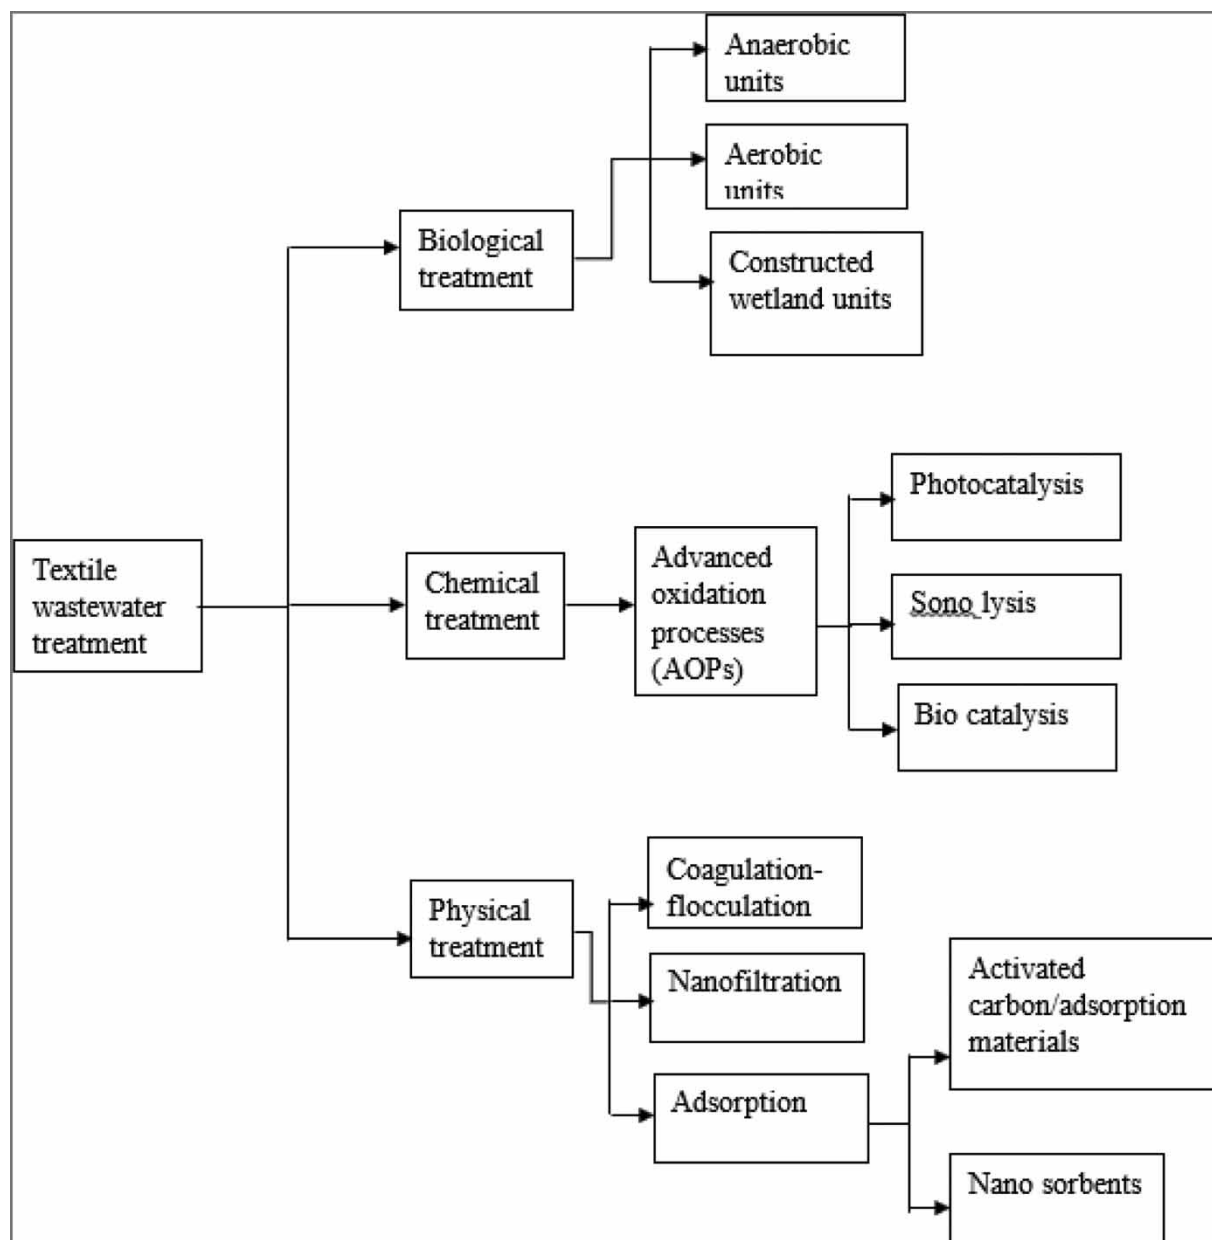 Anaerobic
units
Aerobic
units
Biological
treatment
Constructed
wetland units
Photocatalysis
Textile
wastewater
treatment
Chemical
treatment
Advanced
oxidation
processes
(AOPs)
Sono lysis
Bio catalysis
Coagulation-
flocculation
Physical
treatment
Nanofiltration
Activated
carbon/adsorption
materials
Adsorption
Nano sorbents